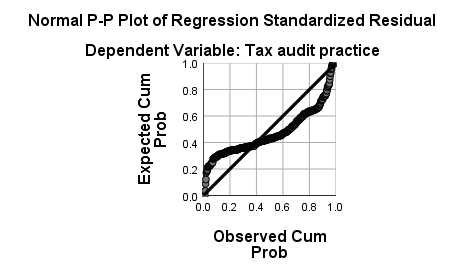 Normal P-P Plot of Regression Standardized Residual
Dependent Variable: Tax audit practice
Expected Cum
Prob
1.0
0.8
0.6
0.4
0.2
0.0
0.0 0.2 0.4 0.6 0.8 1.0
Observed Cum
Prob